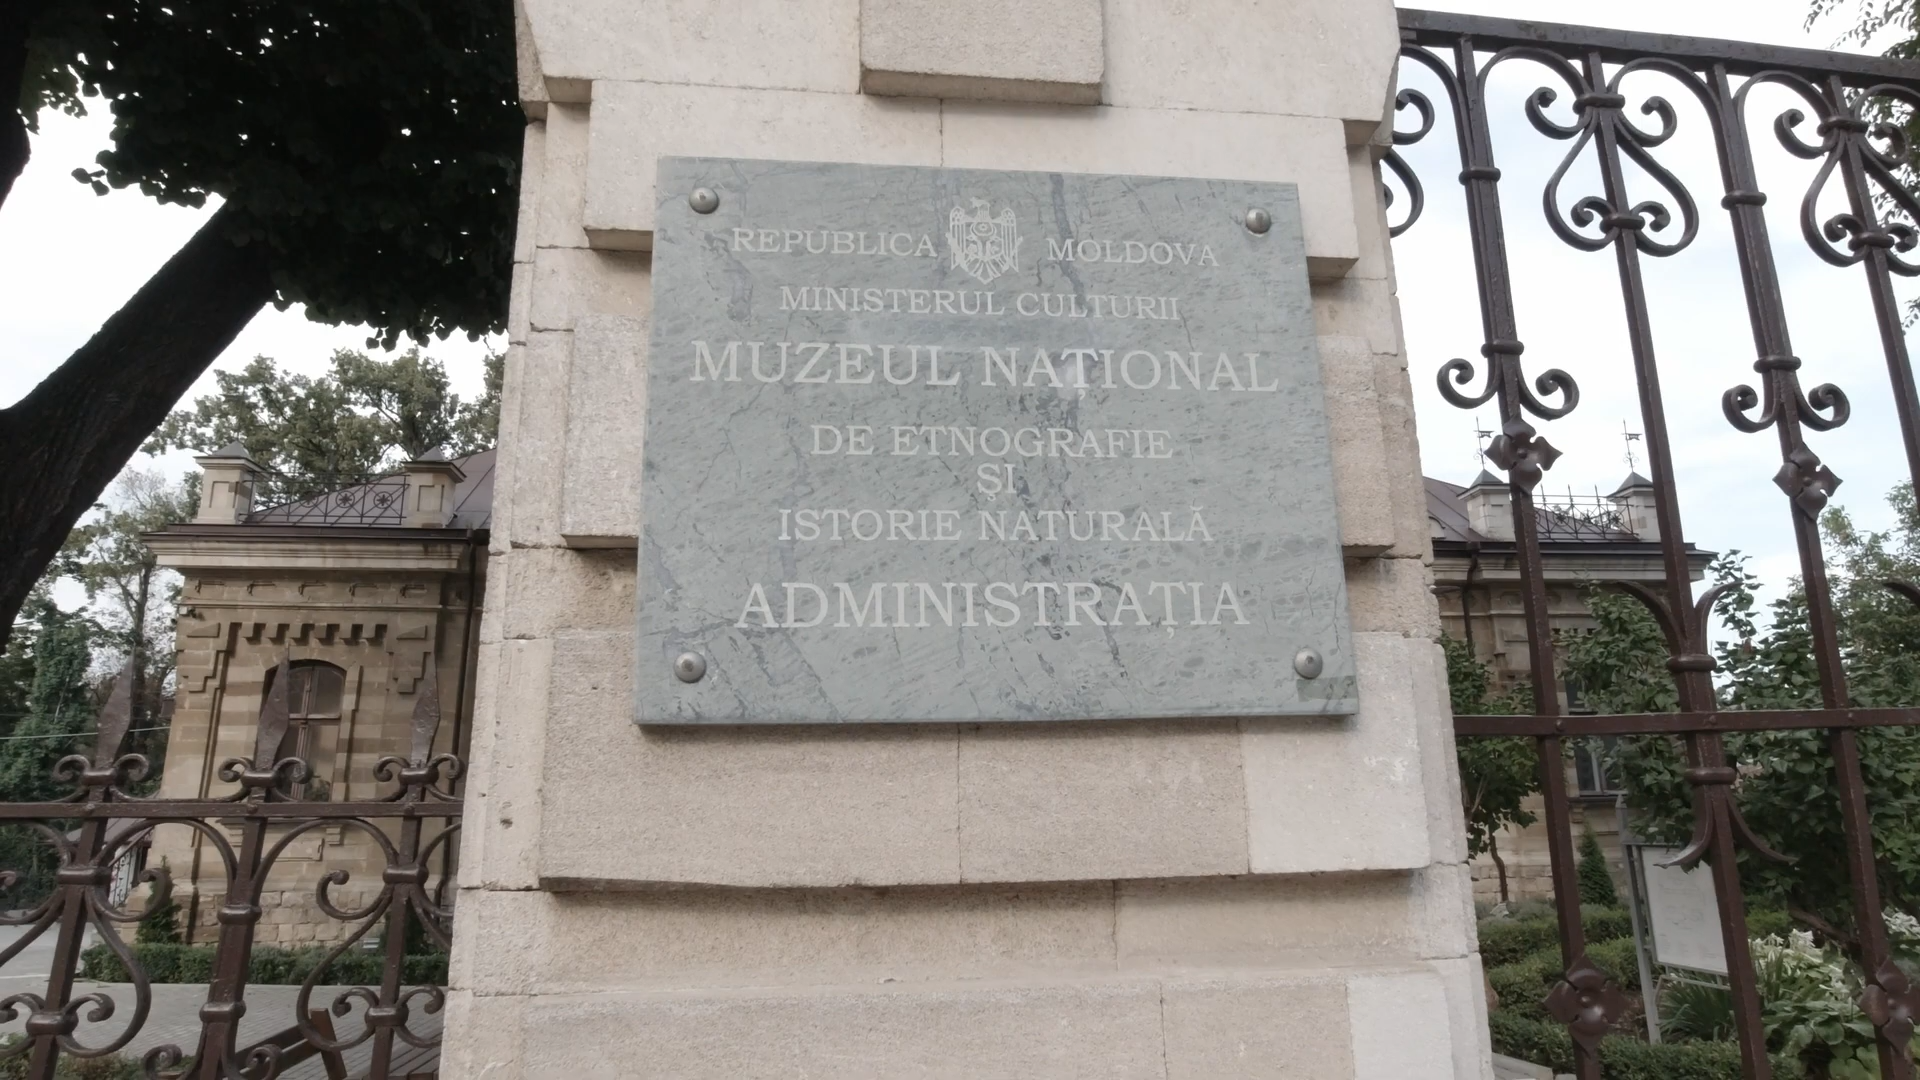 REPUBLICA MOLDOVA
MINISTERUL CULTURII
MUZEUL NAȚIONAL
DE ETNOGRAFIE
ȘI
ISTORIE NATURALĂ
ADMINISTRAȚIA